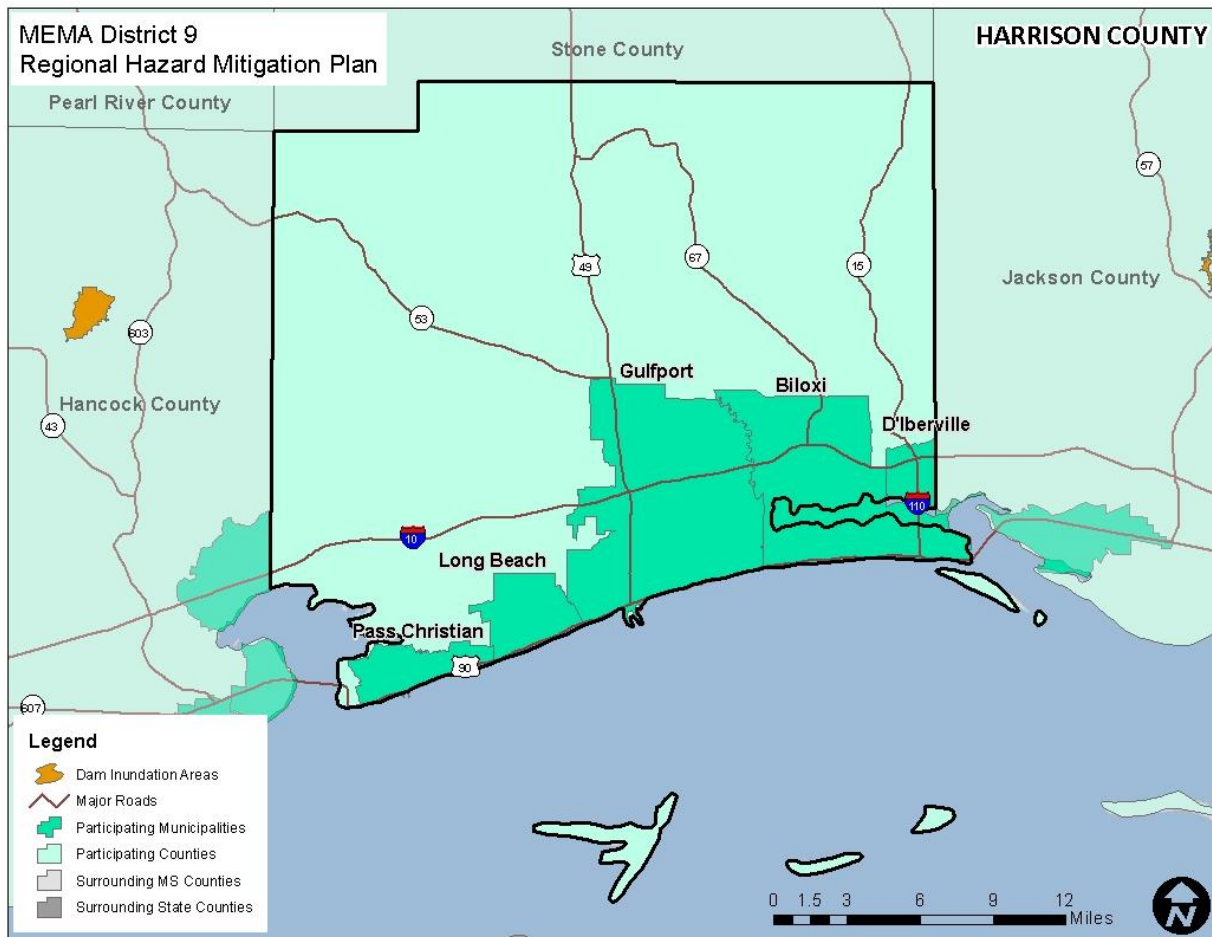 MEMA District 9
Regional Hazard Mitigation Plan
HARRISON COUNTY
Stone County
Pearl River County
57
49
67
15
Jackson County
53
603
Gulfport
Biloxi
Hancock County
43
D'Iberville
110
10
Long Beach
Pass Christian
90
607
Legend
Dam Inundation Areas
Major Roads
Participating Municipalities
Participating Counties
Surrounding MS Counties
Surrounding State Counties
0 1.5 3 6 9 12
Miles
N